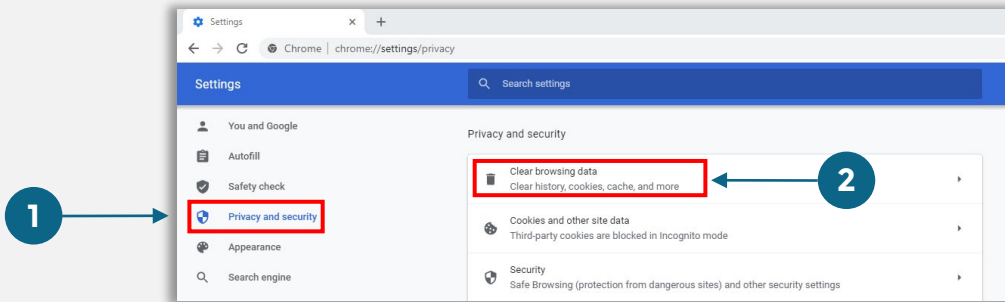 Settings
Chrome | chrome://settings/privacy
Settings
Search settings
You and Google
Autofill
Safety check
Privacy and security
Appearance
Search engine
Privacy and security
Clear browsing data
Clear history, cookies, cache, and more
Cookies and other site data
Third-party cookies are blocked in Incognito mode
Security
Safe Browsing (protection from dangerous sites) and other security settings
1
2